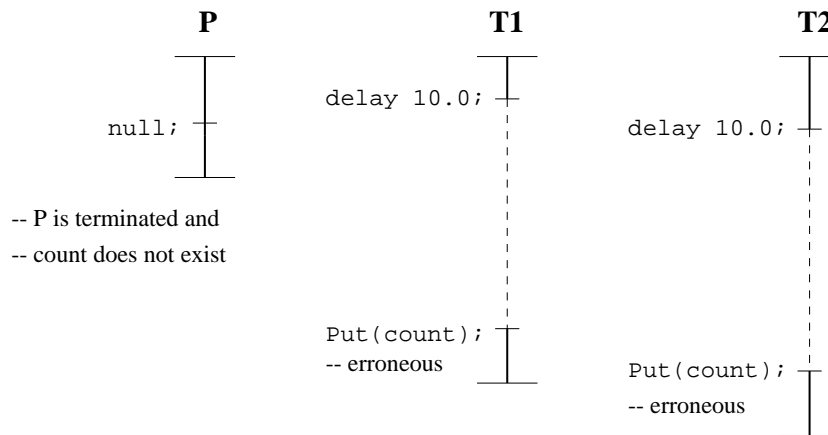 P
T1
T2
delay 10.0;
null;
delay 10.0;
-- P is terminated and
-- count does not exist
Put(count);
-- erroneous
Put(count);
-- erroneous